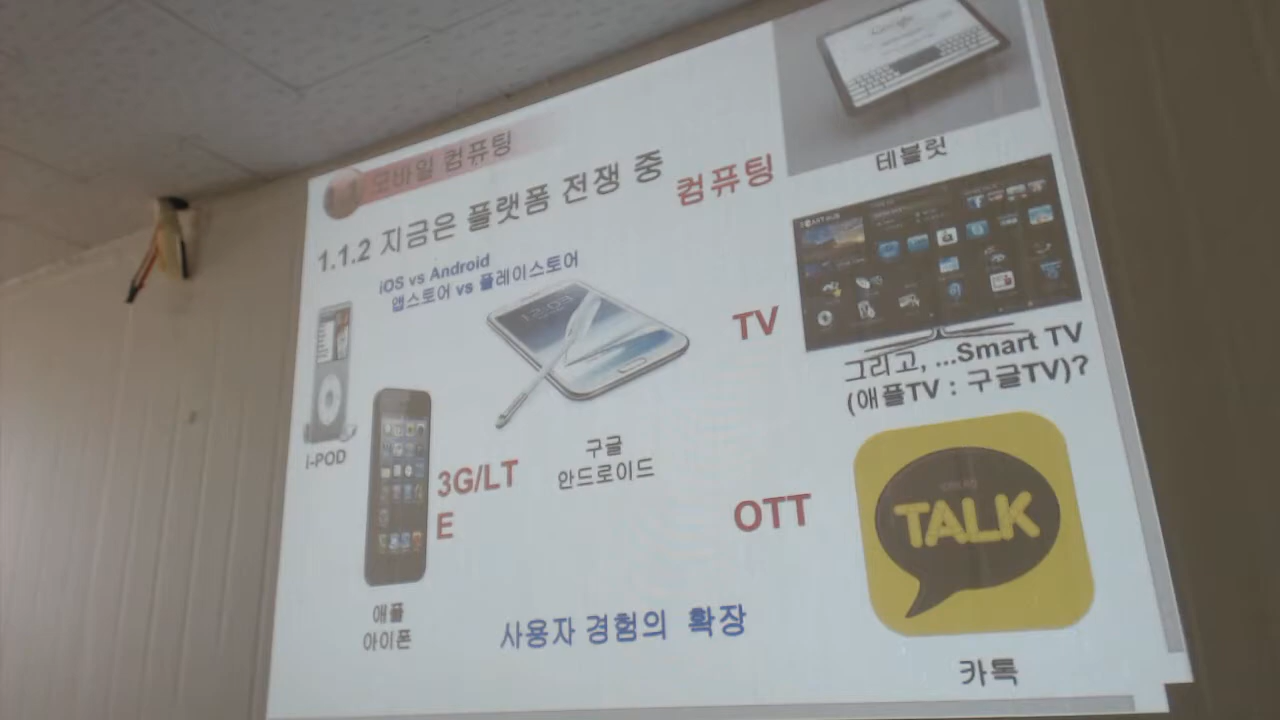 모바일 컴퓨팅
1.1.2 지금은 플랫폼 전쟁 중
컴퓨팅
테블릿
iOS vs Android
앱스토어 vs 플레이스토어
12:03
SMART HUB
TV
그리고, ...Smart TV
(애플TV : 구글TV)?
i-POD
3G/LT
E
구글
안드로이드
OTT
TALK
애플
아이폰
사용자 경험의 확장
카톡